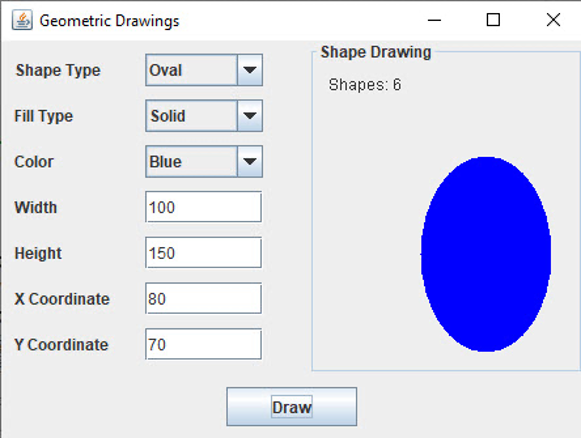 Geometric Drawings
Shape Type Oval
Fill Type Solid
Color Blue
Width 100
Height 150
X Coordinate 80
Y Coordinate 70
Shape Drawing
Shapes: 6
Draw